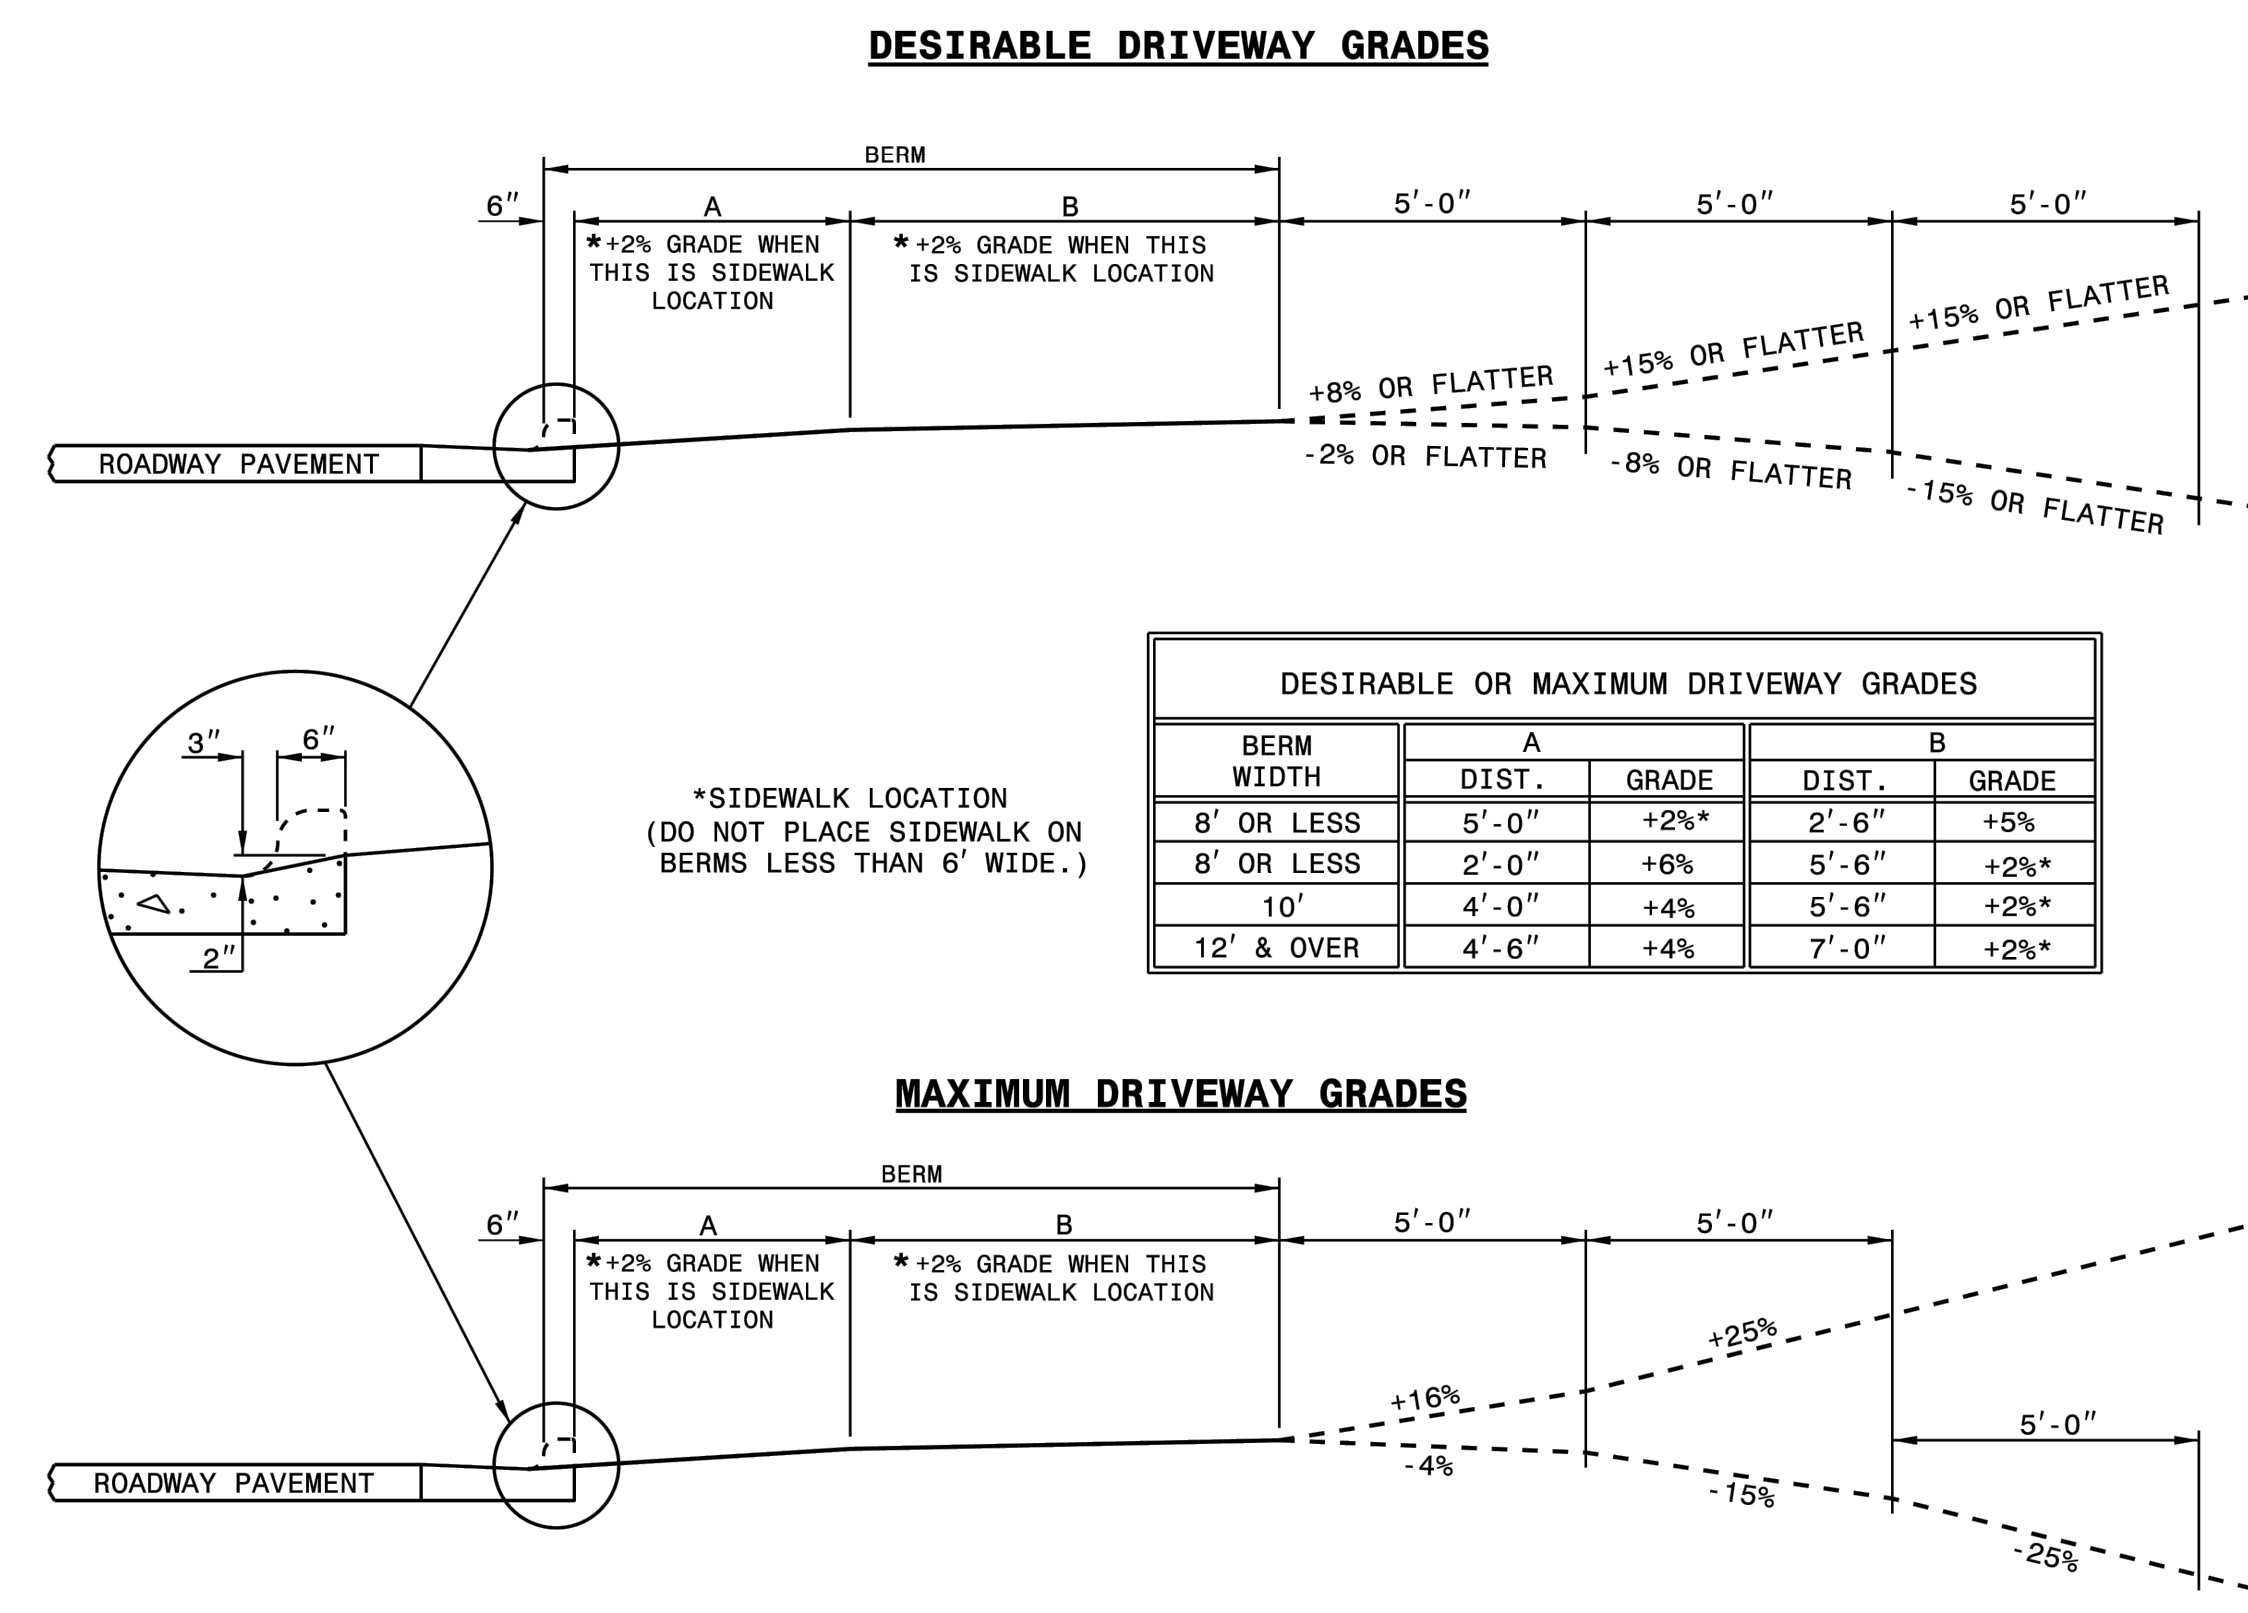 DESIRABLE DRIVEWAY GRADES
BERM
6" A B 5'-0" 5'-0" 5'-0"
*+2% GRADE WHEN
THIS IS SIDEWALK
LOCATION
*+2% GRADE WHEN THIS
IS SIDEWALK LOCATION
+8% OR FLATTER
+15% OR FLATTER
+15% OR FLATTER
-2% OR FLATTER
-8% OR FLATTER
-15% OR FLATTER
ROADWAY PAVEMENT
3" 6"
2"
*SIDEWALK LOCATION
(DO NOT PLACE SIDEWALK ON
BERMS LESS THAN 6' WIDE.)
DESIRABLE OR MAXIMUM DRIVEWAY GRADES
BERM
WIDTH
A B
DIST. GRADE DIST. GRADE
8' OR LESS 5'-0" +2%* 2'-6" +5%
8' OR LESS 2'-0" +6% 5'-6" +2%*
10' 4'-0" +4% 5'-6" +2%*
12' & OVER 4'-6" +4% 7'-0" +2%*
MAXIMUM DRIVEWAY GRADES
BERM
6" A B 5'-0" 5'-0"
*+2% GRADE WHEN
THIS IS SIDEWALK
LOCATION
*+2% GRADE WHEN THIS
IS SIDEWALK LOCATION
+16%
+25%
5'-0"
-4%
-15%
-25%
ROADWAY PAVEMENT